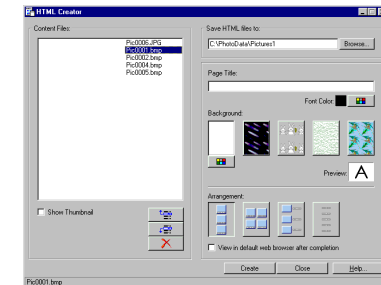 HTML Creator
Content Files:
Pic0006.JPG
Pic0001.bmp
Pic0002.bmp
Pic0004.bmp
Pic0005.bmp
Show Thumbnail
Save HTML files to:
C:\PhotoData\Pictures1
Browse...
Page Title:
Font Color:
Background:
Preview: A
Arrangement:
View in default web browser after completion
Create Close Help...
Pic0001.bmp